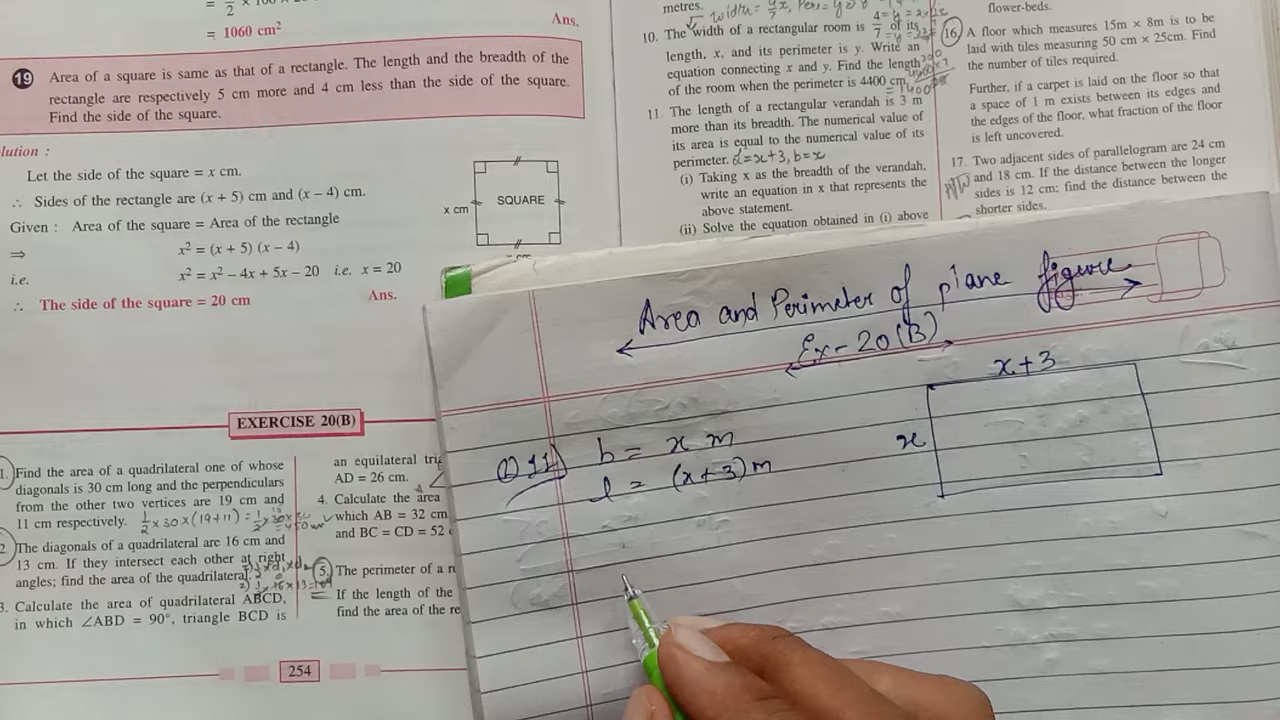 = 1060 cm²
Ans.
19 Area of a square is same as that of a rectangle. The length and the breadth of the
rectangle are respectively 5 cm more and 4 cm less than the side of the square.
Find the side of the square.
lution :
Let the side of the square = x cm.
∴ Sides of the rectangle are (x + 5) cm and (x – 4) cm.
Given : Area of the square = Area of the rectangle
⇒ x² = (x + 5) (x – 4)
i.e. x² = x² – 4x + 5x – 20 i.e. x = 20
∴ The side of the square = 20 cm Ans.
x cm
SQUARE
EXERCISE 20(B)
1. Find the area of a quadrilateral one of whose
diagonals is 30 cm long and the perpendiculars
from the other two vertices are 19 cm and
11 cm respectively.
2. The diagonals of a quadrilateral are 16 cm and
13 cm. If they intersect each other at right
angles; find the area of the quadrilateral.
3. Calculate the area of quadrilateral ABCD,
in which ∠ABD = 90°, triangle BCD is
an equilateral tri
AD = 26 cm.
4. Calculate the area
which AB = 32 cm
and BC = CD = 52
5. The perimeter of a r
If the length of the
find the area of the re
254
metres.
10. The width of a rectangular room is 4/7 of its
length, x, and its perimeter is y. Write an
equation connecting x and y. Find the length
of the room when the perimeter is 4400 cm.
11. The length of a rectangular verandah is 3 m
more than its breadth. The numerical value of
its area is equal to the numerical value of its
perimeter. l=x+3, b=x
(i) Taking x as the breadth of the verandah,
write an equation in x that represents the
above statement.
(ii) Solve the equation obtained in (i) above
flower-beds.
16. A floor which measures 15m × 8m is to be
laid with tiles measuring 50 cm × 25cm. Find
the number of tiles required.
Further, if a carpet is laid on the floor so that
a space of 1 m exists between its edges and
the edges of the floor, what fraction of the floor
is left uncovered.
17. Two adjacent sides of parallelogram are 24 cm
and 18 cm. If the distance between the longer
sides is 12 cm; find the distance between the
shorter sides.
Area and Perimeter of plane figure
Ex-20(B)
Q 11) b = x m
l = (x+3) m
x+3
x